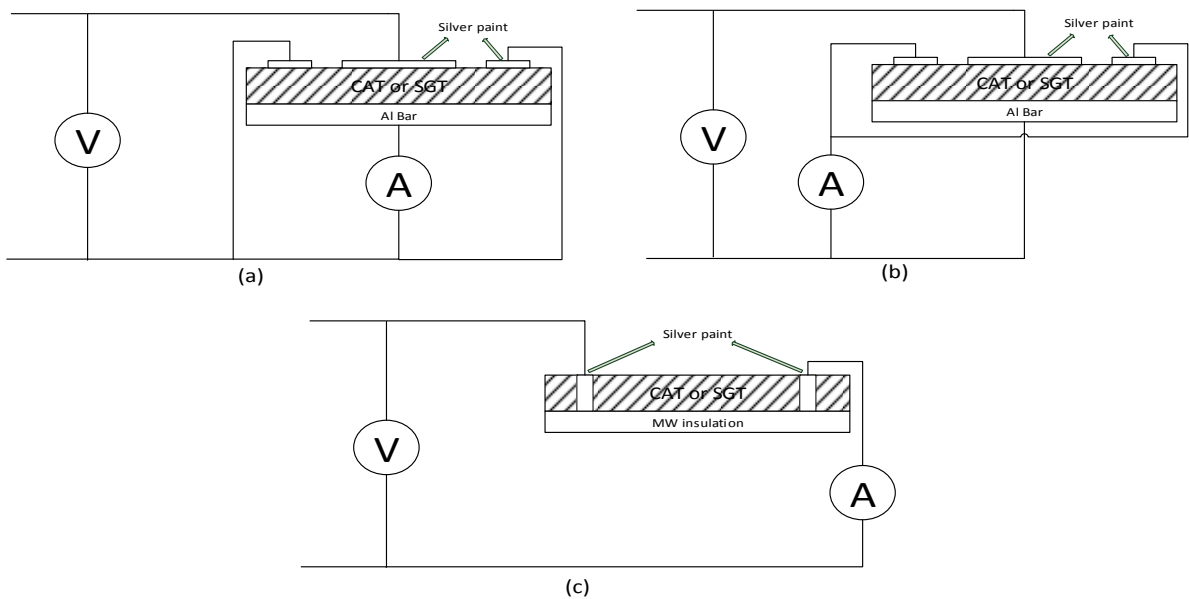 Silver paint
CAT or SGT
Al Bar
V
A
(a)
Silver paint
CAT or SGT
Al Bar
V
A
(b)
Silver paint
CAT or SGT
MW insulation
V
A
(c)